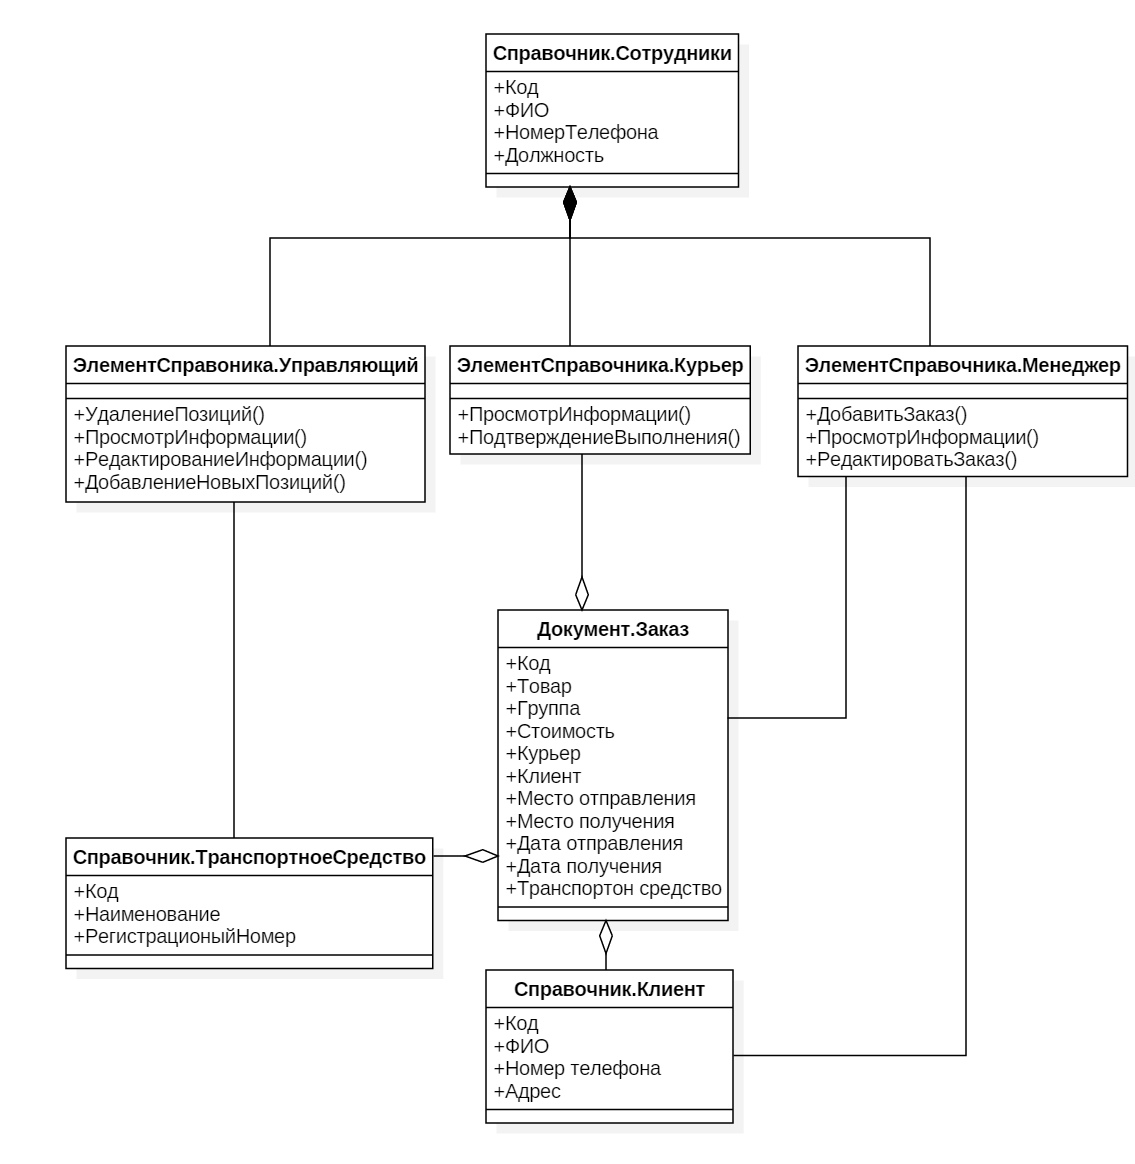 Справочник.Сотрудники
+Код
+ФИО
+НомерТелефона
+Должность
ЭлементСправоника.Управляющий
+УдалениеПозиций()
+ПросмотрИнформации()
+РедактированиеИнформации()
+ДобавлениеНовыхПозиций()
ЭлементСправочника.Курьер
+ПросмотрИнформации()
+ПодтверждениеВыполнения()
ЭлементСправочника.Менеджер
+ДобавитьЗаказ()
+ПросмотрИнформации()
+РедактироватьЗаказ()
Документ.Заказ
+Код
+Товар
+Группа
+Стоимость
+Курьер
+Клиент
+Место отправления
+Место получения
+Дата отправления
+Дата получения
+Транспортон средство
Справочник.ТранспортноеСредство
+Код
+Наименование
+РегистрационыйНомер
Справочник.Клиент
+Код
+ФИО
+Номер телефона
+Адрес